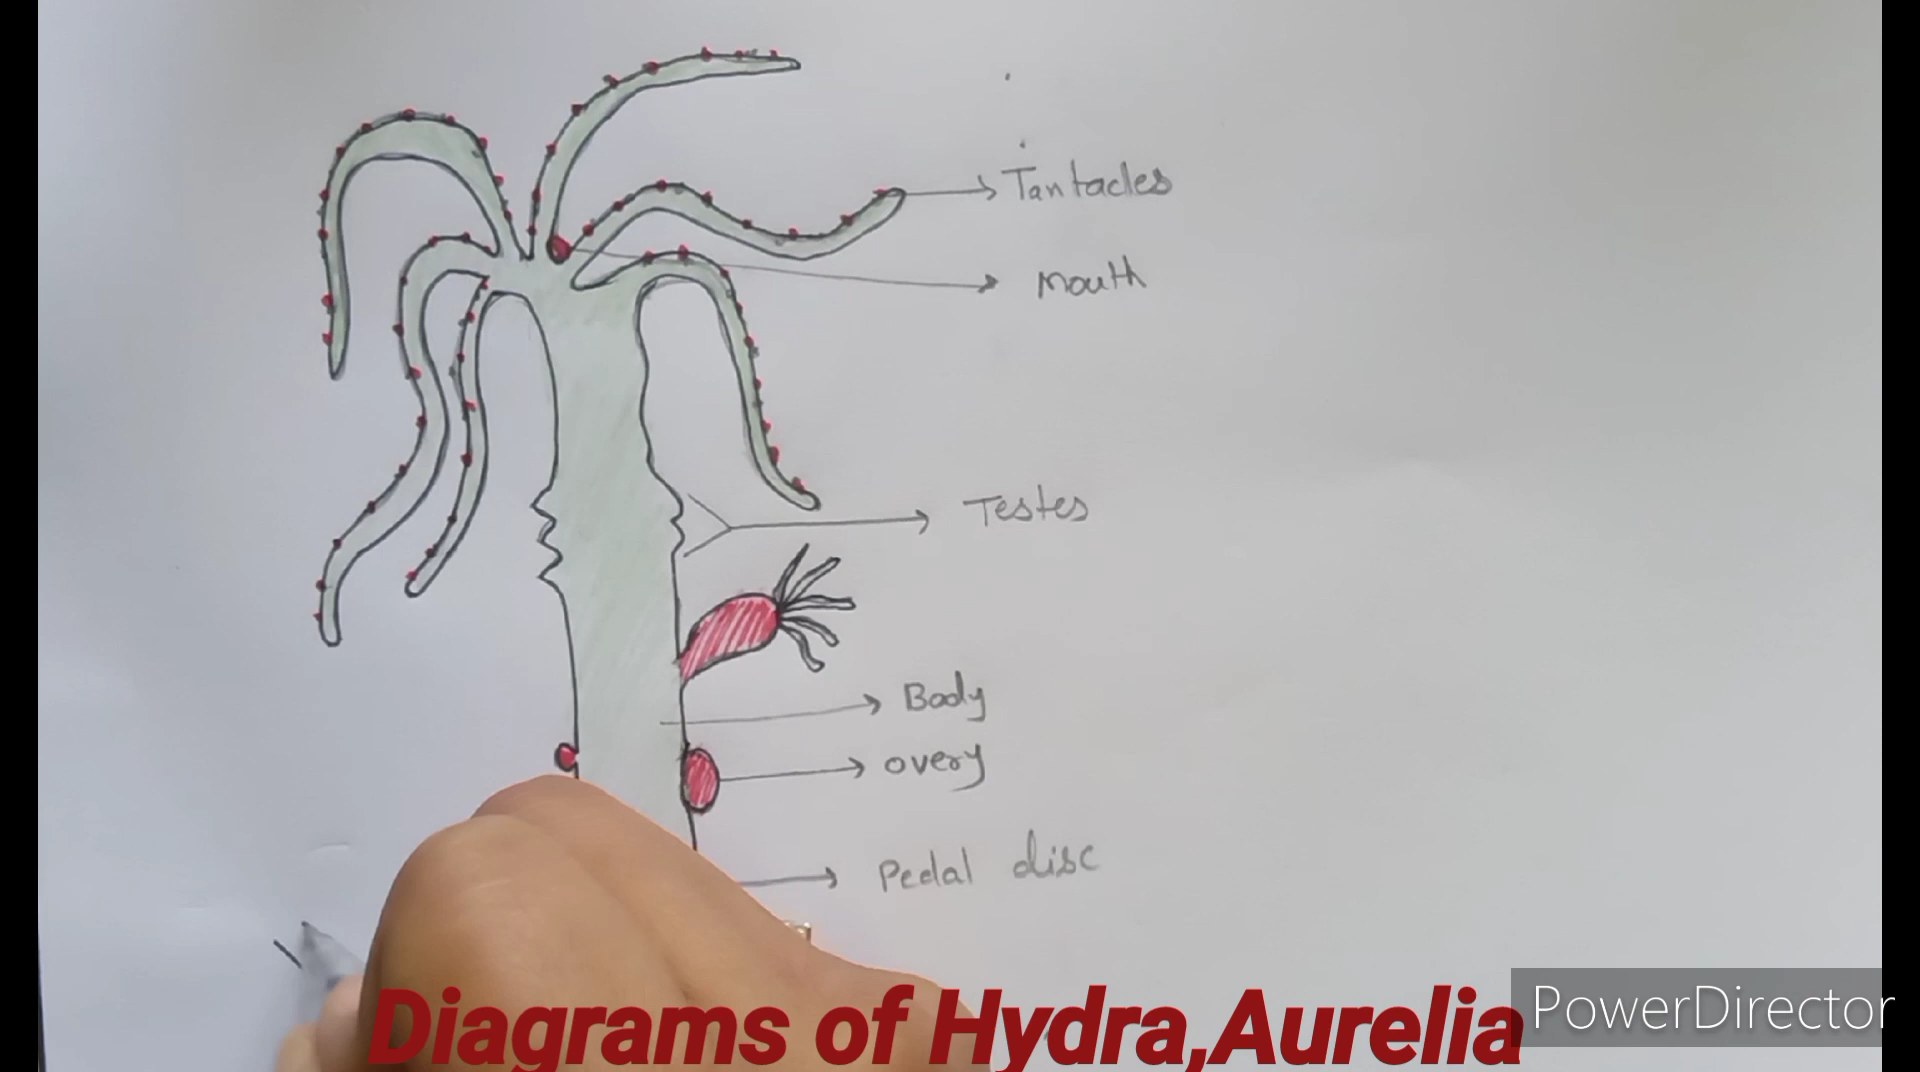 Tantacles
Mouth
Testes
Body
overy
Pedal disc
Diagrams of Hydra,Aurelia
PowerDirector